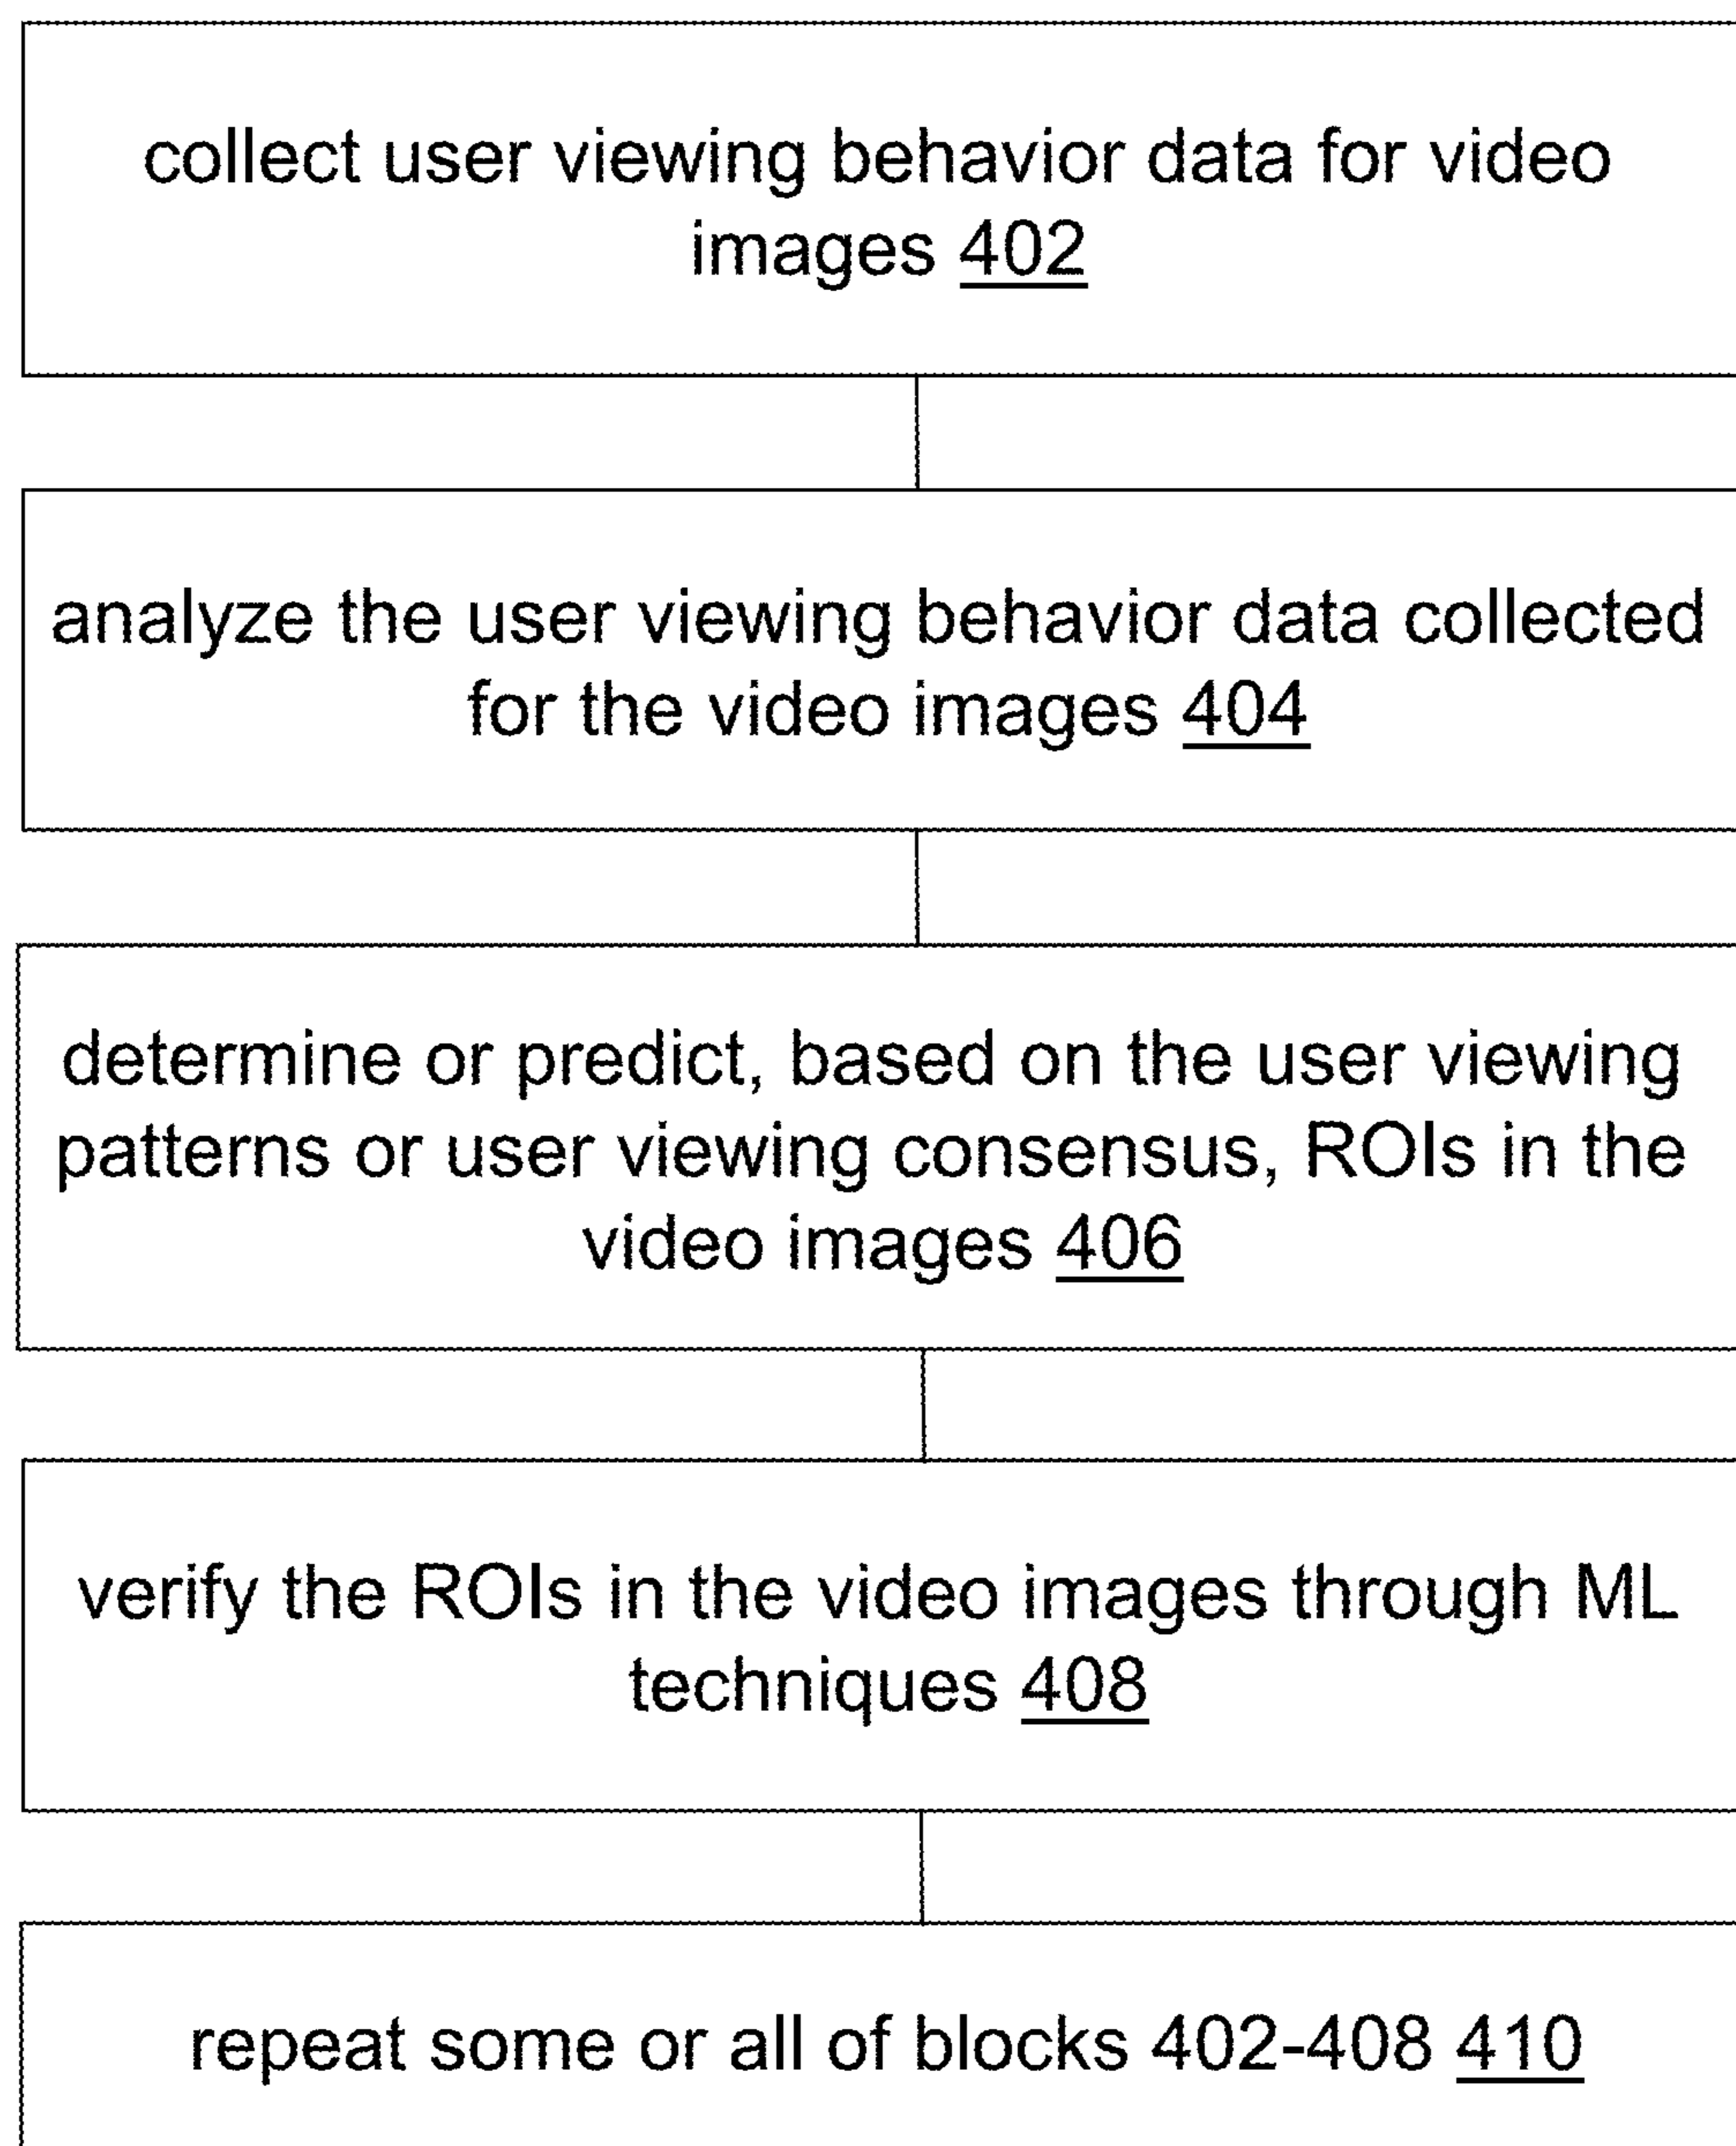 collect user viewing behavior data for video
images 402
analyze the user viewing behavior data collected
for the video images 404
determine or predict, based on the user viewing
patterns or user viewing consensus, ROIs in the
video images 406
verify the ROIs in the video images through ML
techniques 408
repeat some or all of blocks 402-408 410